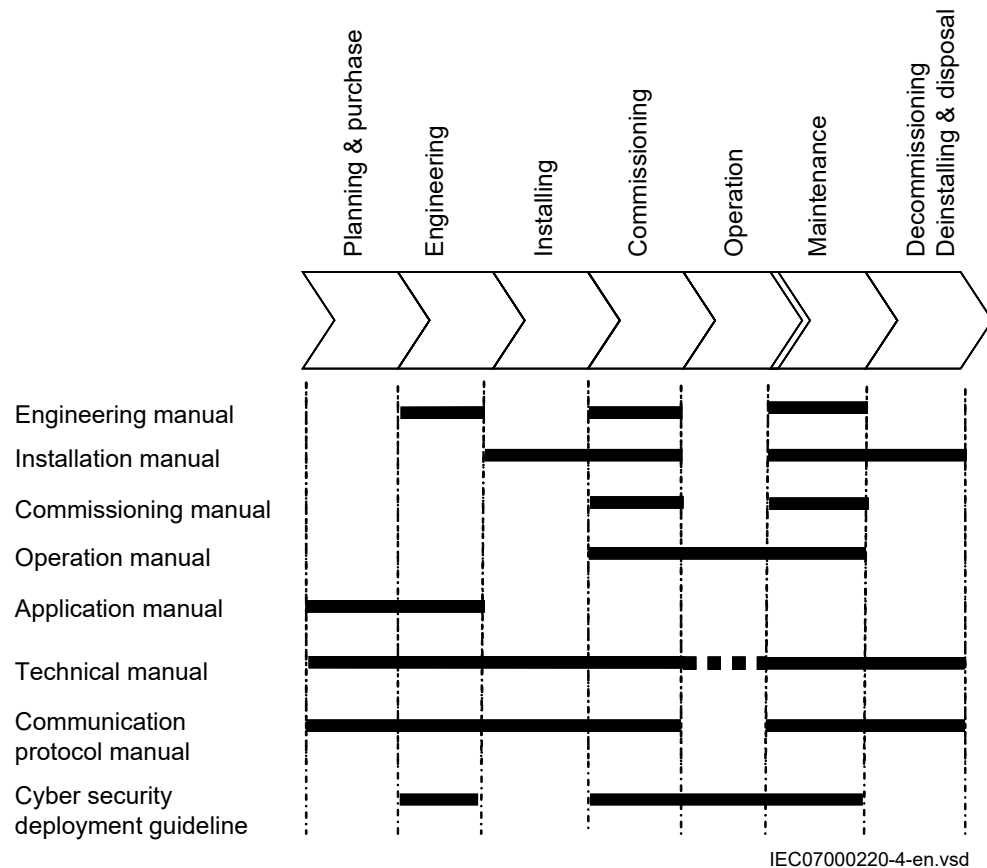 Planning & purchase
Engineering
Installing
Commissioning
Operation
Maintenance
Decommissioning
Deinstalling & disposal
Engineering manual
Installation manual
Commissioning manual
Operation manual
Application manual
Technical manual
Communication
protocol manual
Cyber security
deployment guideline
IEC07000220-4-en.vsd